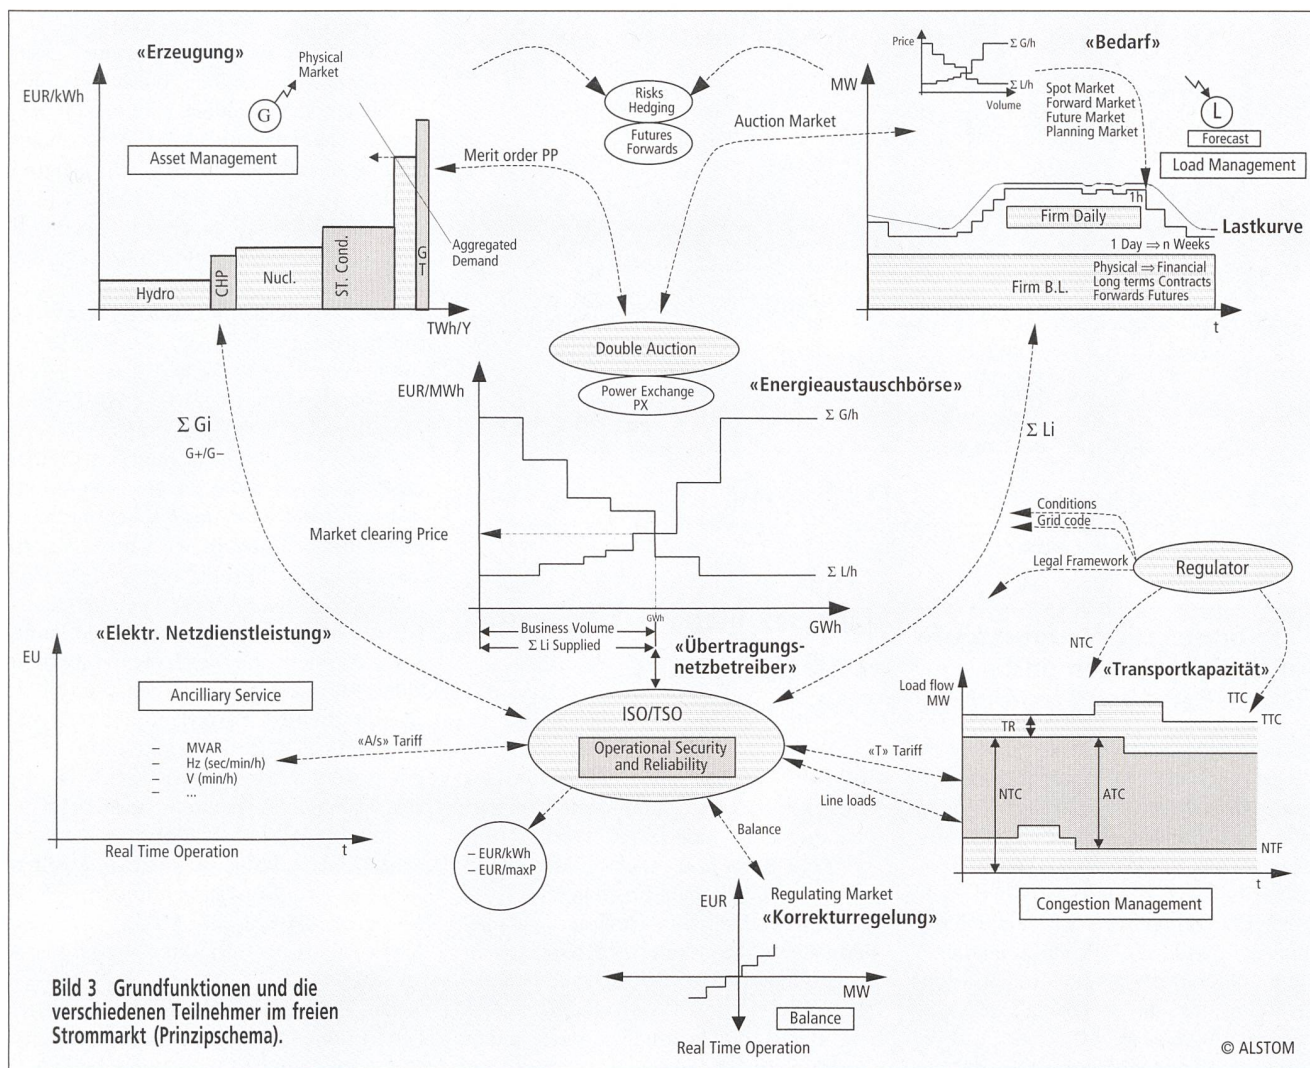 «Erzeugung»
Physical
Market
EUR/kWh
G
Asset Management
Merit order PP
Aggregated
Demand
Hydro
CHP
Nucl.
ST. Cond.
GT
TWh/Y
Risks
Hedging
Futures
Forwards
Auction Market
Price
Σ G/h
Σ L/h
Volume
«Bedarf»
MW
Spot Market
Forward Market
Future Market
Planning Market
L
Forecast
Load Management
1h
Firm Daily
Lastkurve
1 Day ⇒ n Weeks
Firm B.L.
Physical ⇒ Financial
Long terms Contracts
Forwards Futures
t
Double Auction
Power Exchange
PX
«Energieaustauschbörse»
EUR/MWh
Σ G/h
Market clearing Price
Σ L/h
GWh
GWh
Business Volume
Σ Li Supplied
Σ Gi
G+/G–
Σ Li
Conditions
Grid code
Legal Framework
Regulator
NTC
TTC
«Elektr. Netzdienstleistung»
EU
Ancilliary Service
– MVAR
– Hz (sec/min/h)
– V (min/h)
– ...
Real Time Operation
t
«A/s» Tariff
«Übertragungs-
netzbetreiber»
ISO/TSO
Operational Security
and Reliability
– EUR/kWh
– EUR/maxP
«T» Tariff
Line loads
Balance
«Transportkapazität»
Load flow
MW
TR
TTC
NTC
ATC
NTF
t
Congestion Management
EUR
Regulating Market
«Korrekturregelung»
MW
Balance
Real Time Operation
Bild 3 Grundfunktionen und die
verschiedenen Teilnehmer im freien
Strommarkt (Prinzipschema).
© ALSTOM